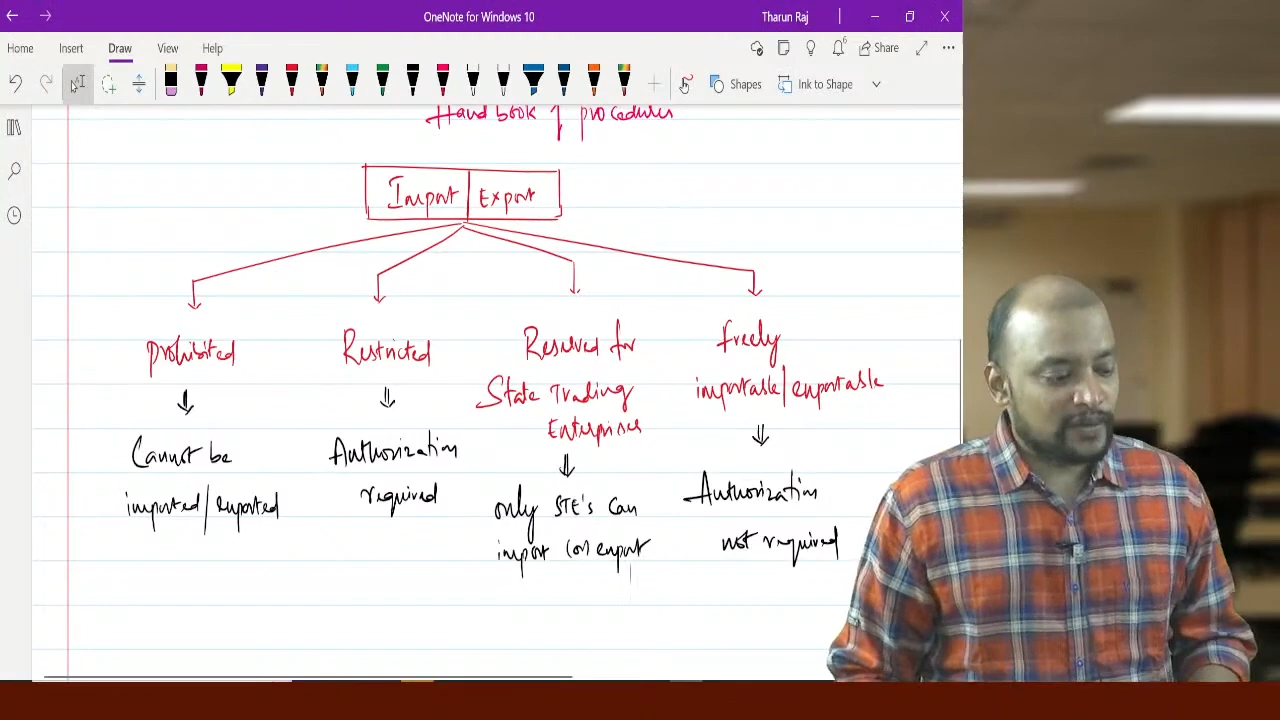 OneNote for Windows 10
Tharun Raj
Home Insert Draw View Help
6
Share
Shapes
Ink to Shape
Handbook of procedures
Import Export
Prohibited
Restricted
Reserved for
State Trading
Enterprises
freely
importable/exportable
Cannot be
imported/exported
Authorization
required
only STE's can
import (or) export
Authorization
not required